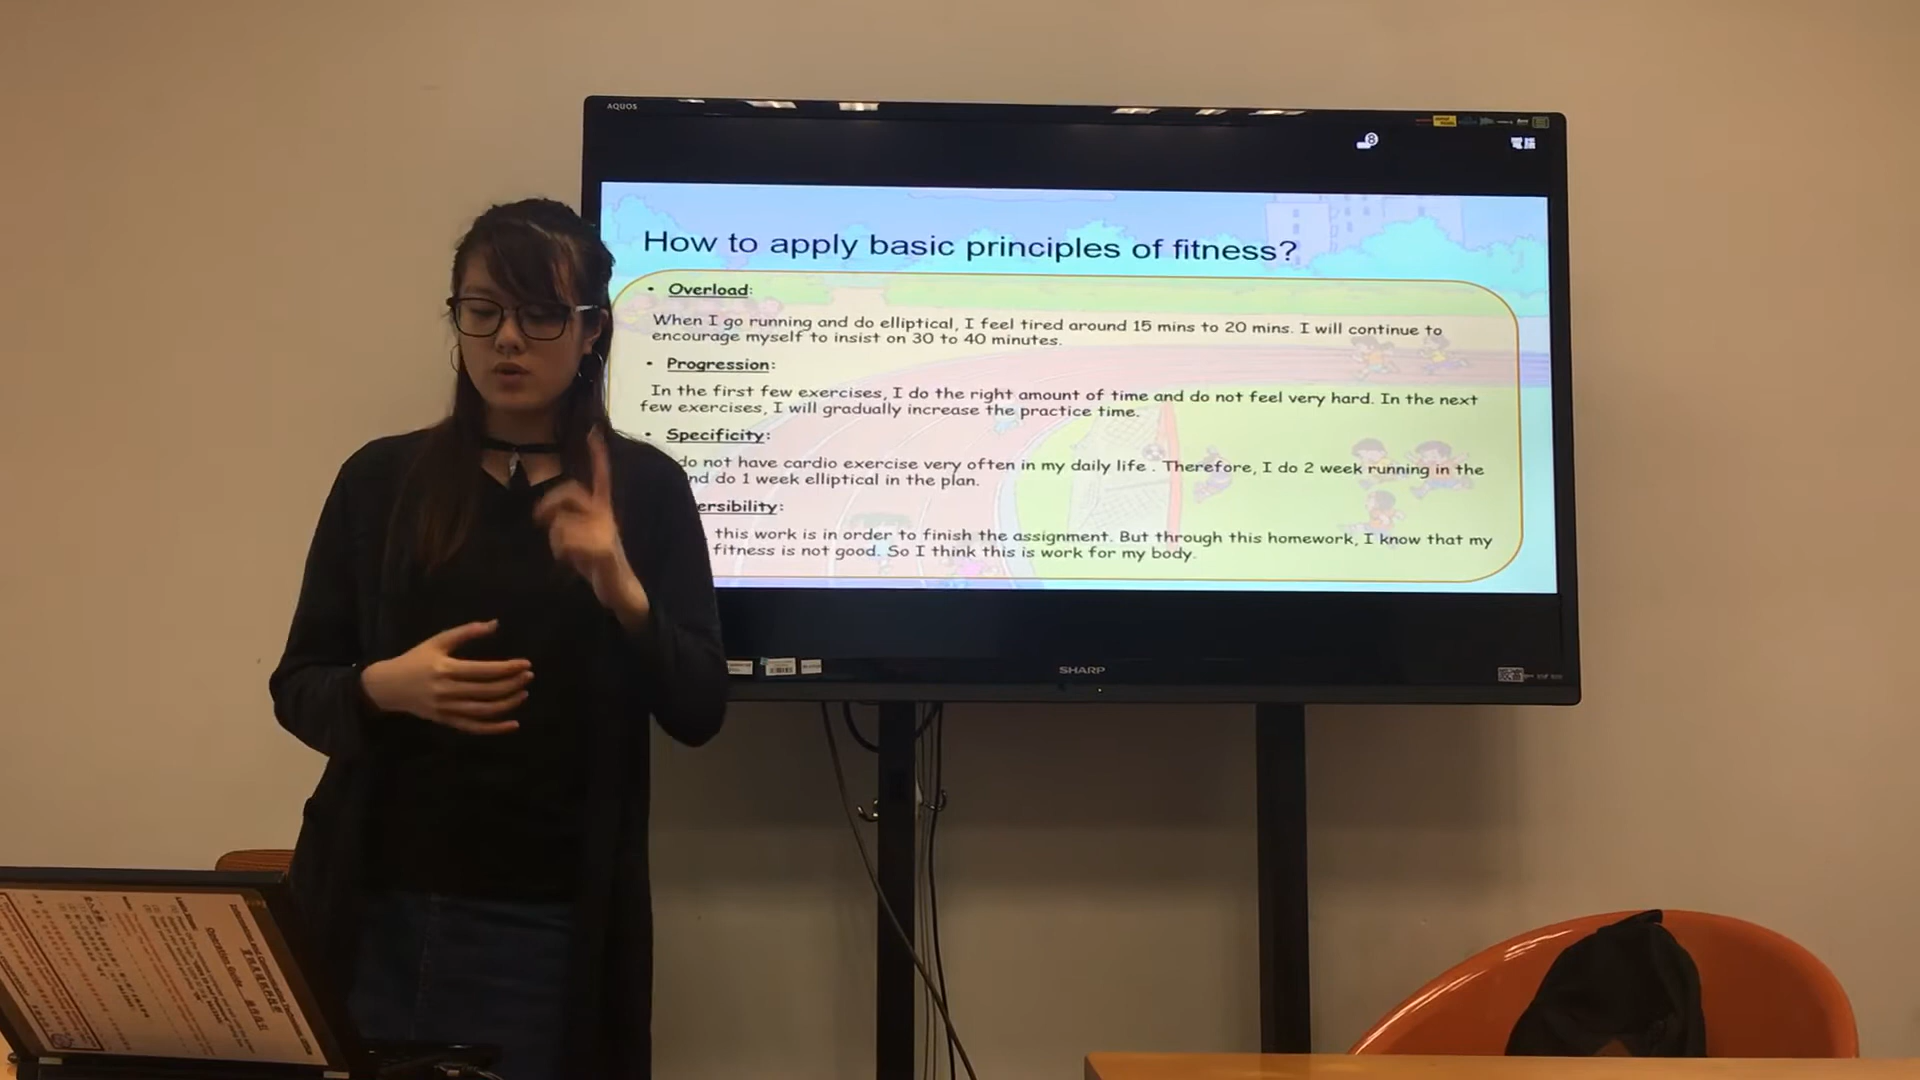 AQUOS
8
電腦
How to apply basic principles of fitness?
• Overload:
When I go running and do elliptical, I feel tired around 15 mins to 20 mins. I will continue to
encourage myself to insist on 30 to 40 minutes.
• Progression:
In the first few exercises, I do the right amount of time and do not feel very hard. In the next
few exercises, I will gradually increase the practice time.
• Specificity:
do not have cardio exercise very often in my daily life . Therefore, I do 2 week running in the
nd do 1 week elliptical in the plan.
ersibility:
this work is in order to finish the assignment. But through this homework, I know that my
fitness is not good. So I think this is work for my body.
SHARP
Operation Guide